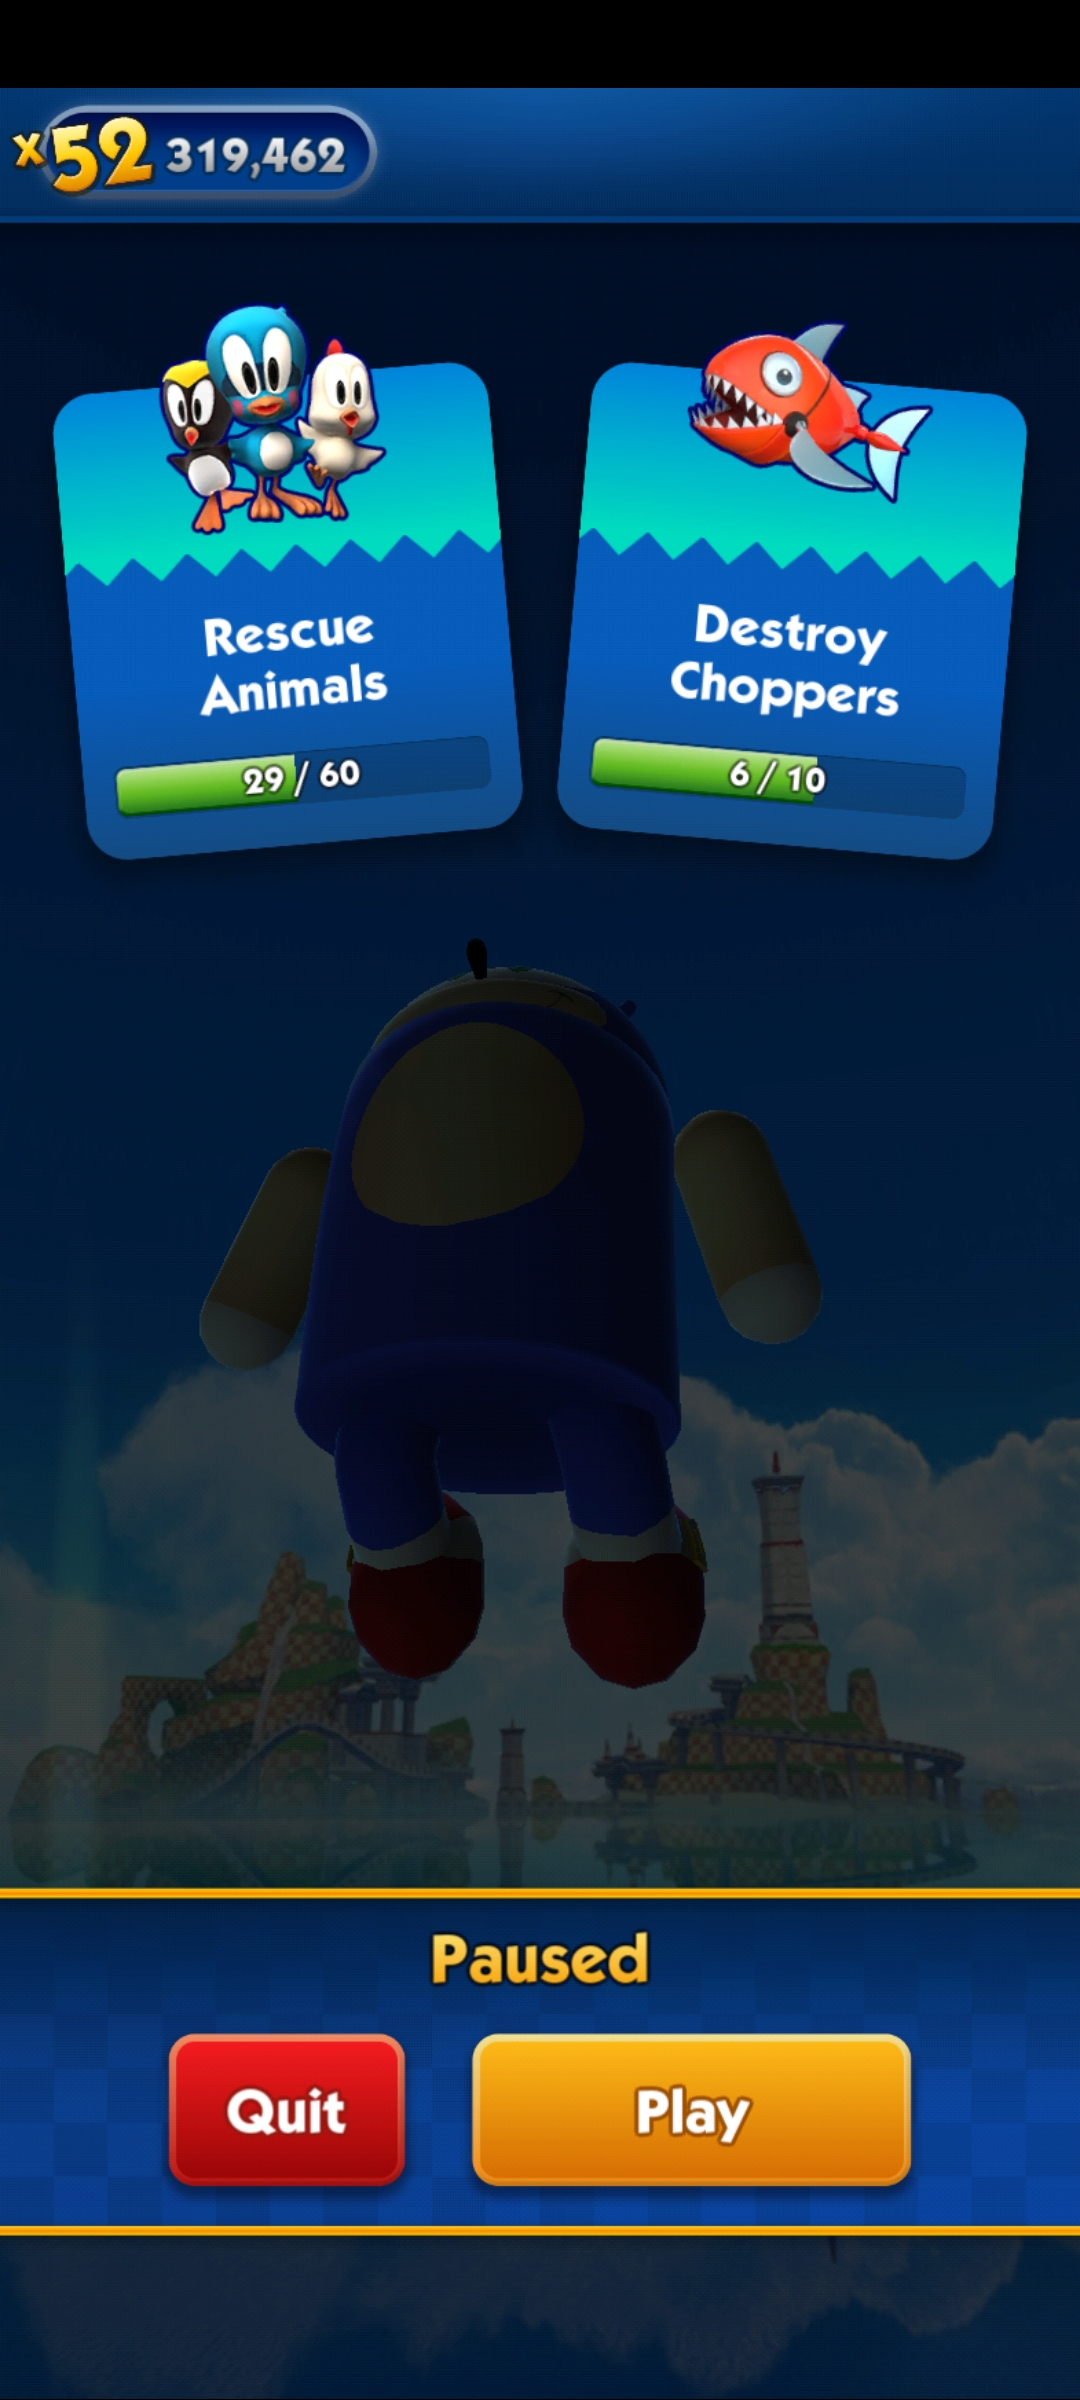 x52 319,462
Rescue
Animals
29 / 60
Destroy
Choppers
6 / 10
Paused
Quit
Play